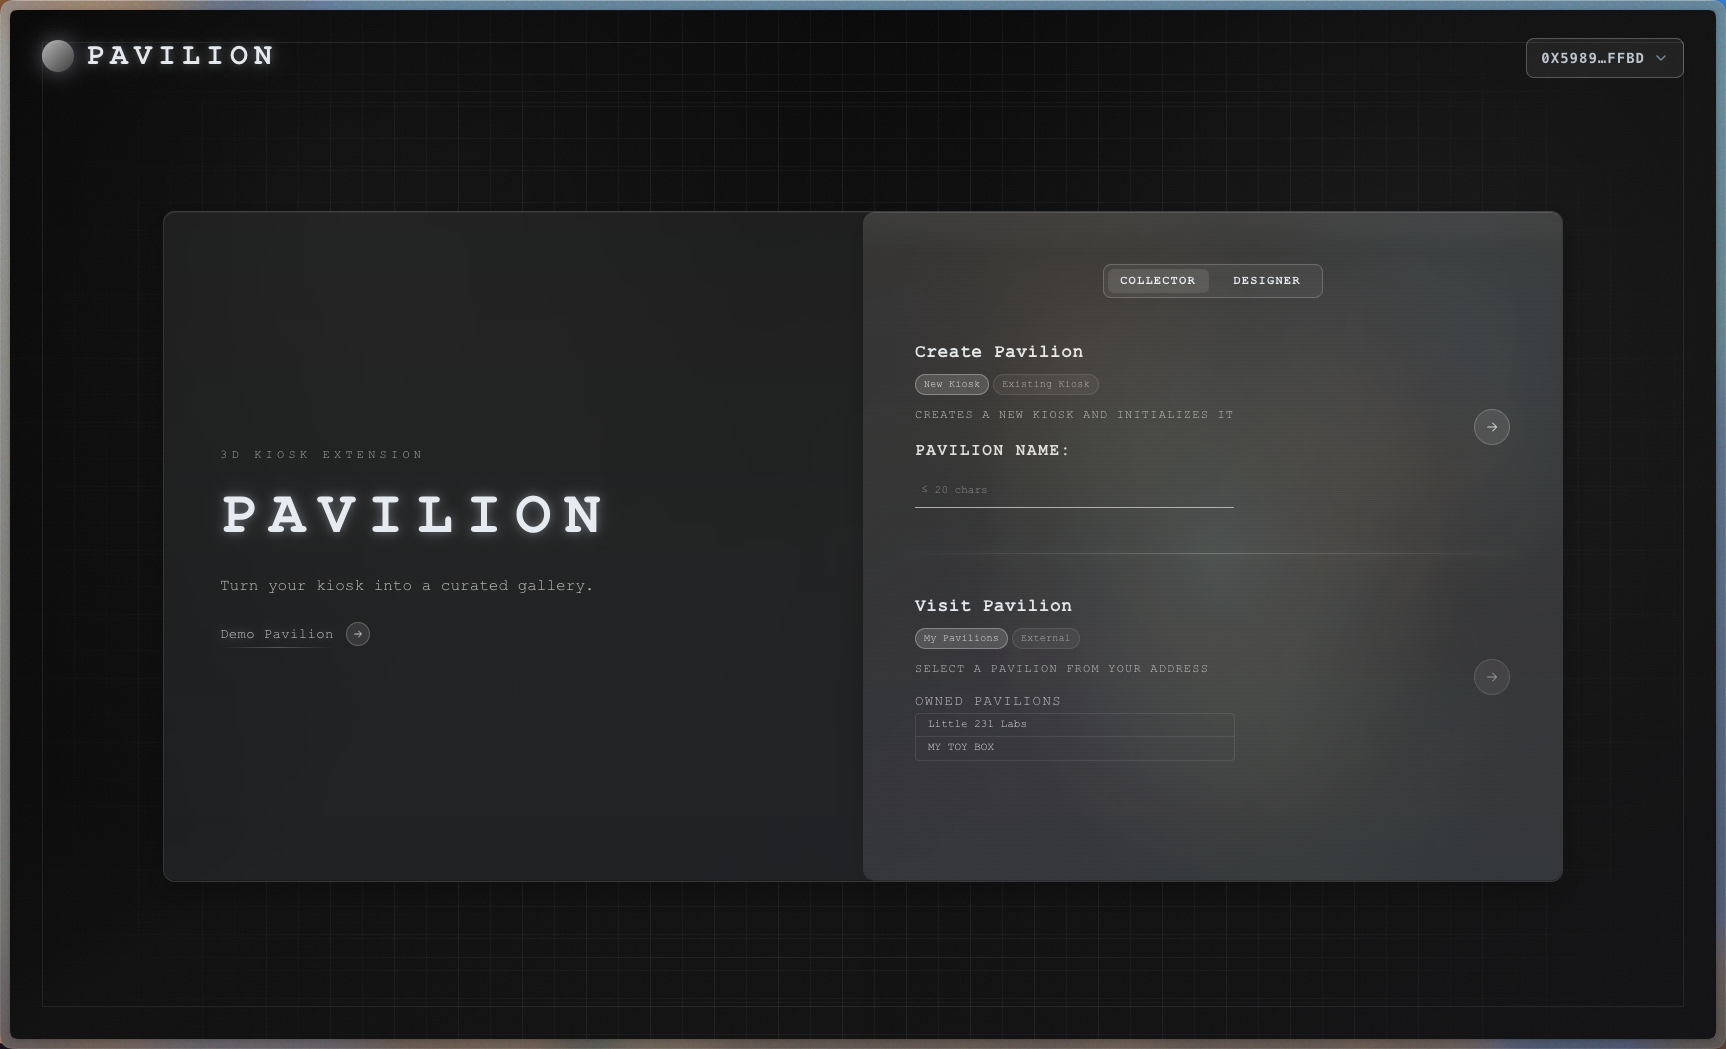 PAVILION
0X5989…FFBD
3D KIOSK EXTENSION
PAVILION
Turn your kiosk into a curated gallery.
Demo Pavilion
COLLECTOR DESIGNER
Create Pavilion
New Kiosk Existing Kiosk
CREATES A NEW KIOSK AND INITIALIZES IT
PAVILION NAME:
≤ 20 chars
Visit Pavilion
My Pavilions External
SELECT A PAVILION FROM YOUR ADDRESS
OWNED PAVILIONS
Little 231 Labs
MY TOY BOX